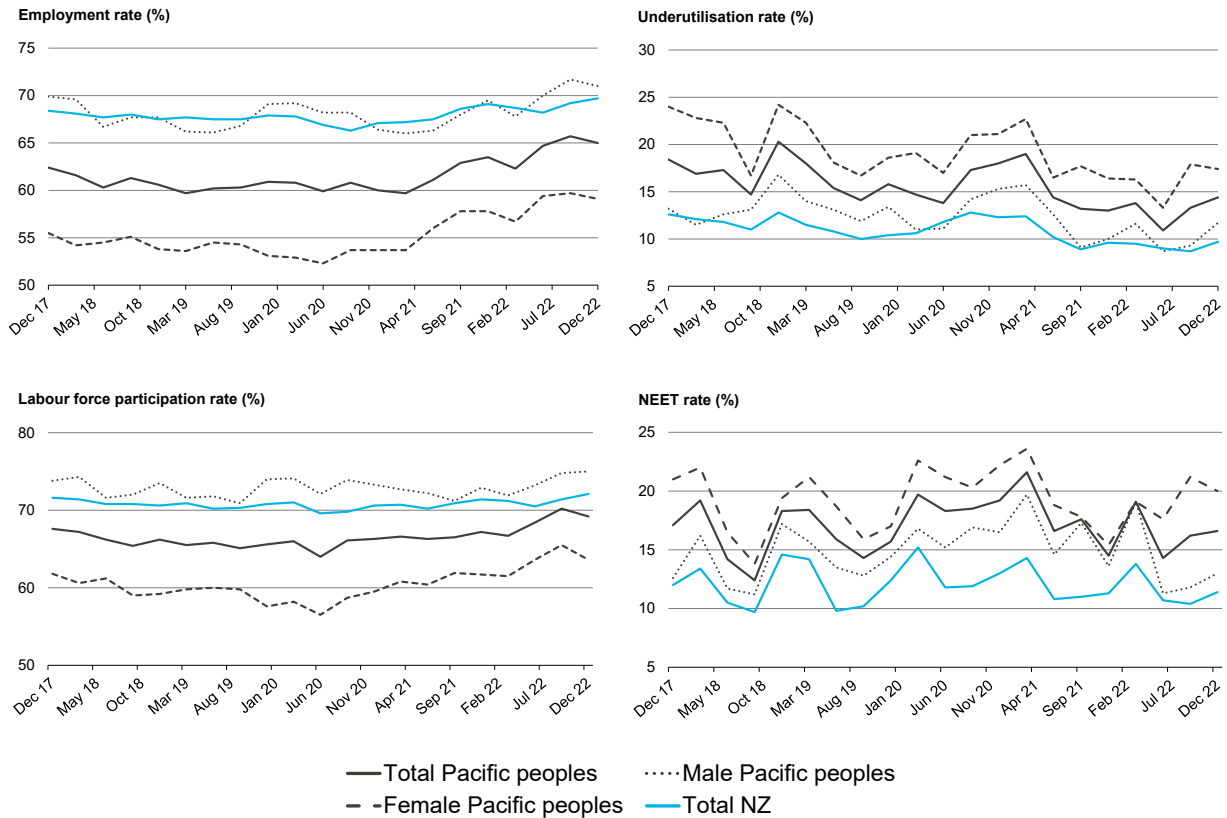 Employment rate (%)
75
70
65
60
55
50
Dec 17 May 18 Oct 18 Mar 19 Aug 19 Jan 20 Jun 20 Nov 20 Apr 21 Sep 21 Feb 22 Jul 22 Dec 22
Underutilisation rate (%)
30
25
20
15
10
5
Dec 17 May 18 Oct 18 Mar 19 Aug 19 Jan 20 Jun 20 Nov 20 Apr 21 Sep 21 Feb 22 Jul 22 Dec 22
Labour force participation rate (%)
80
70
60
50
Dec 17 May 18 Oct 18 Mar 19 Aug 19 Jan 20 Jun 20 Nov 20 Apr 21 Sep 21 Feb 22 Jul 22 Dec 22
NEET rate (%)
25
20
15
10
5
Dec 17 May 18 Oct 18 Mar 19 Aug 19 Jan 20 Jun 20 Nov 20 Apr 21 Sep 21 Feb 22 Jul 22 Dec 22
Total Pacific peoples Male Pacific peoples
Female Pacific peoples Total NZ